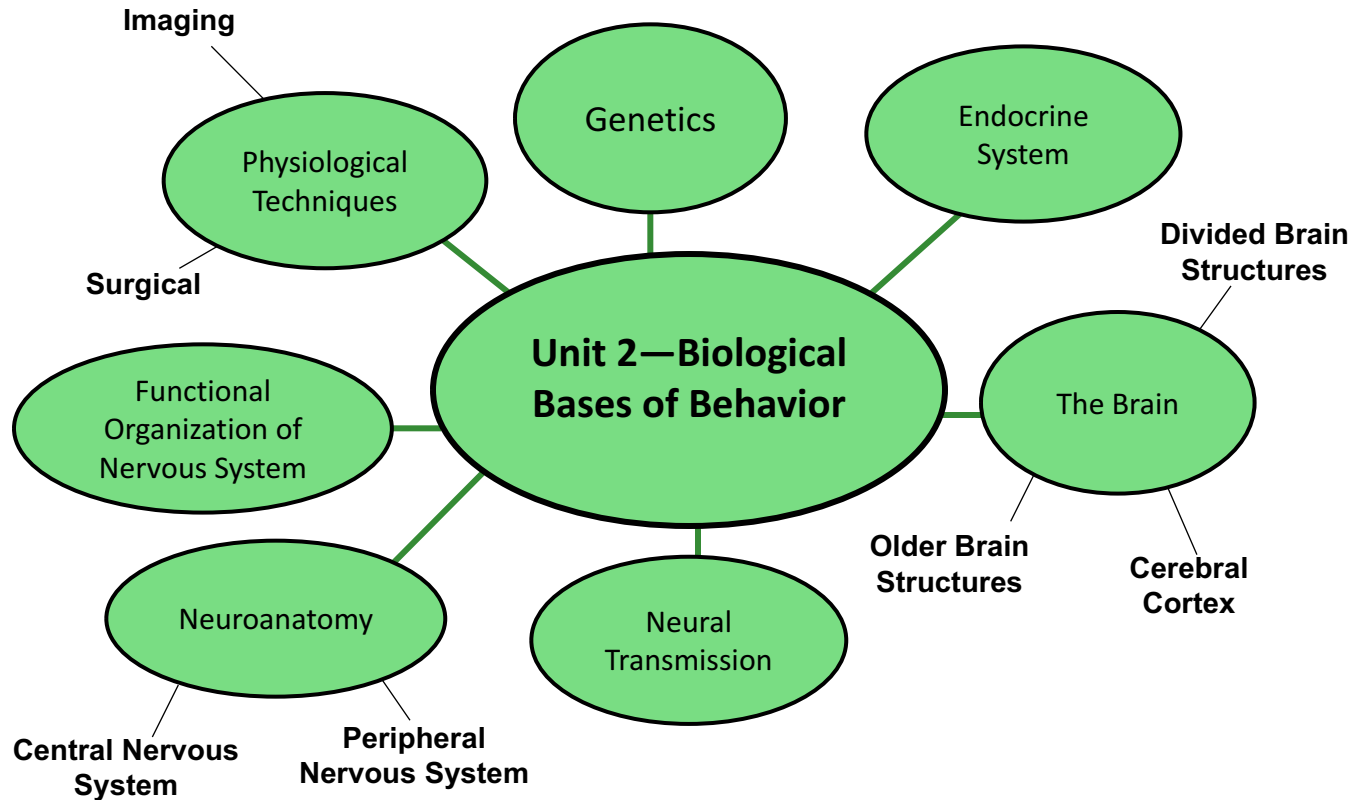 Imaging
Physiological
Techniques
Surgical
Genetics
Endocrine
System
Divided Brain
Structures
Unit 2—Biological
Bases of Behavior
The Brain
Older Brain
Structures
Cerebral
Cortex
Functional
Organization of
Nervous System
Neuroanatomy
Central Nervous
System
Peripheral
Nervous System
Neural
Transmission